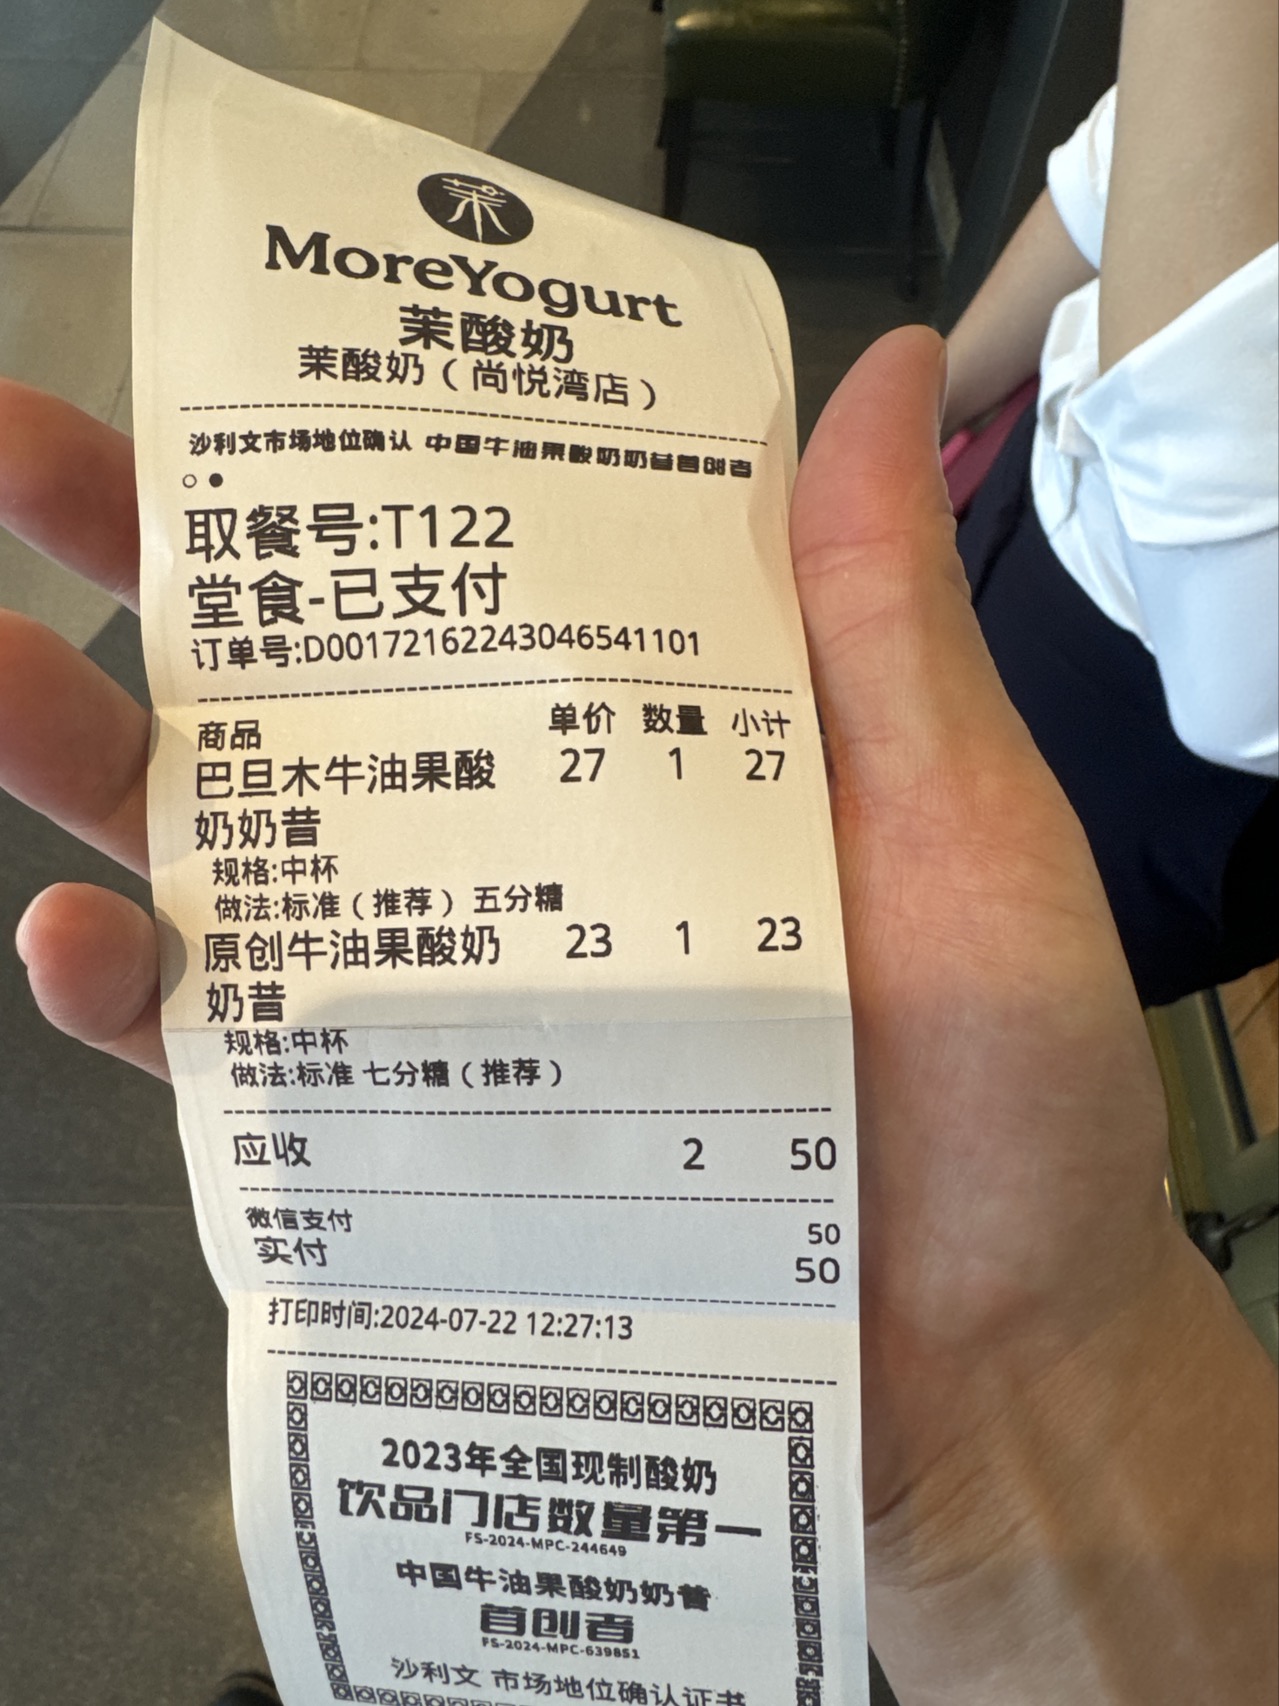 茉
MoreYogurt
茉酸奶
茉酸奶（尚悦湾店）
沙利文市场地位确认 中国牛油果酸奶奶昔首创者
取餐号:T122
堂食-已支付
订单号:D00172162243046541101
商品 单价 数量 小计
巴旦木牛油果酸 27 1 27
奶奶昔
规格:中杯
做法:标准（推荐） 五分糖
原创牛油果酸奶 23 1 23
奶昔
规格:中杯
做法:标准 七分糖（推荐）
应收 2 50
微信支付 50
实付 50
打印时间:2024-07-22 12:27:13
2023年全国现制酸奶
饮品门店数量第一
FS-2024-MPC-244649
中国牛油果酸奶奶昔
首创者
FS-2024-MPC-639851
沙利文 市场地位确认证书